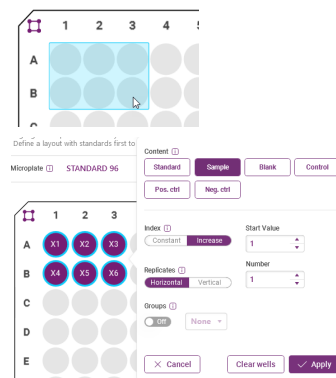 1 2 3 4
A
B
Define a layout with standards first to
Microplate STANDARD 96
1 2 3
A X1 X2 X3
B X4 X5 X6
C
D
E
Content
Standard Sample Blank Control
Pos. ctrl Neg. ctrl
Index Start Value
Constant Increase 1
Replicates Number
Horizontal Vertical 1
Groups
Off None
Cancel Clear wells Apply